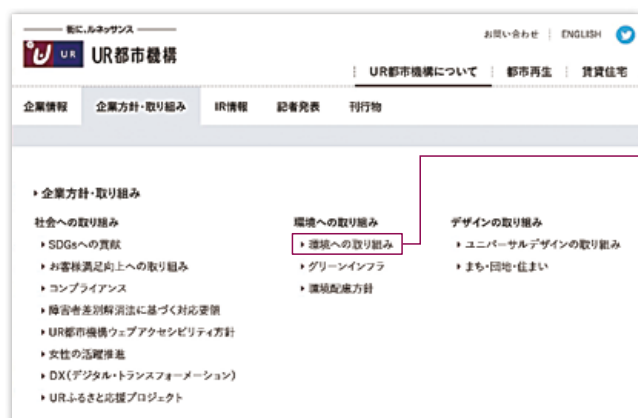 街に、ルネッサンス
UR UR都市機構
お問い合わせ ENGLISH
UR都市機構について 都市再生 賃貸住宅
企業情報 企業方針・取り組み IR情報 記者発表 刊行物
企業方針・取り組み
社会への取り組み
SDGsへの貢献
お客様満足向上への取り組み
コンプライアンス
障害者差別解消法に基づく対応要領
UR都市機構ウェブアクセシビリティ方針
女性の活躍推進
DX(デジタル・トランスフォーメーション)
URふるさと応援プロジェクト
環境への取り組み
環境への取り組み
グリーンインフラ
環境配慮方針
デザインの取り組み
ユニバーサルデザインの取り組み
まち・団地・住まい